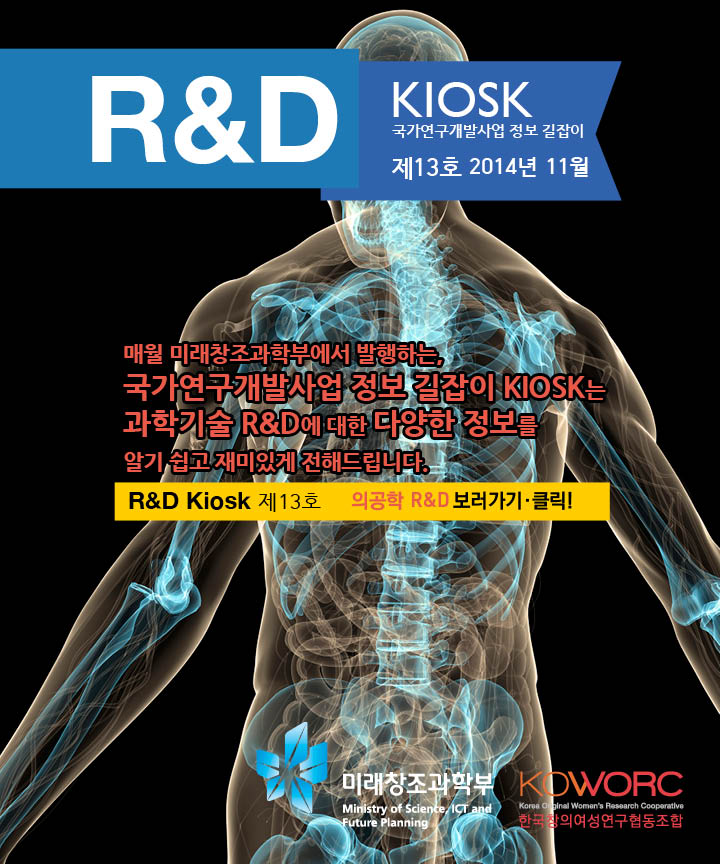 R&D
KIOSK
국가연구개발사업 정보 길잡이
제13호 2014년 11월
매월 미래창조과학부에서 발행하는,
국가연구개발사업 정보 길잡이 KIOSK는
과학기술 R&D에 대한 다양한 정보를
알기 쉽고 재미있게 전해드립니다.
R&D Kiosk 제13호 의공학 R&D 보러가기·클릭!
미래창조과학부
Ministry of Science, ICT and
Future Planning
KOWORC
Korea Original Women's Research Cooperative
한국창의여성연구협동조합